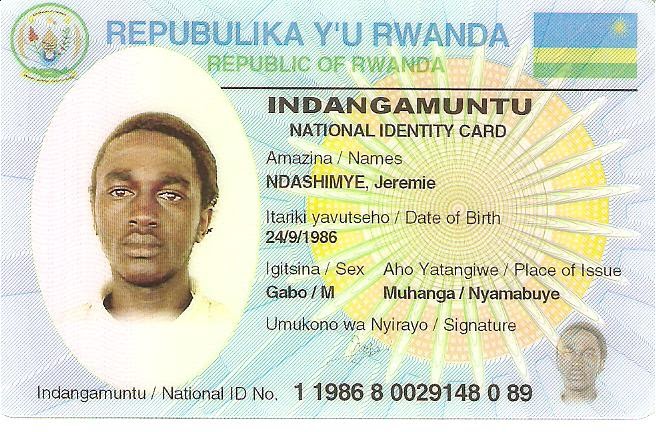 REPUBULIKA Y'U RWANDA
REPUBLIC OF RWANDA
INDANGAMUNTU
NATIONAL IDENTITY CARD
Amazina / Names
NDASHIMYE, Jeremie
Itariki yavutseho / Date of Birth
24/9/1986
Igitsina / Sex Aho Yatangiwe / Place of Issue
Gabo / M Muhanga / Nyamabuye
Umukono wa Nyirayo / Signature
Indangamuntu / National ID No. 1 1986 8 0029148 0 89